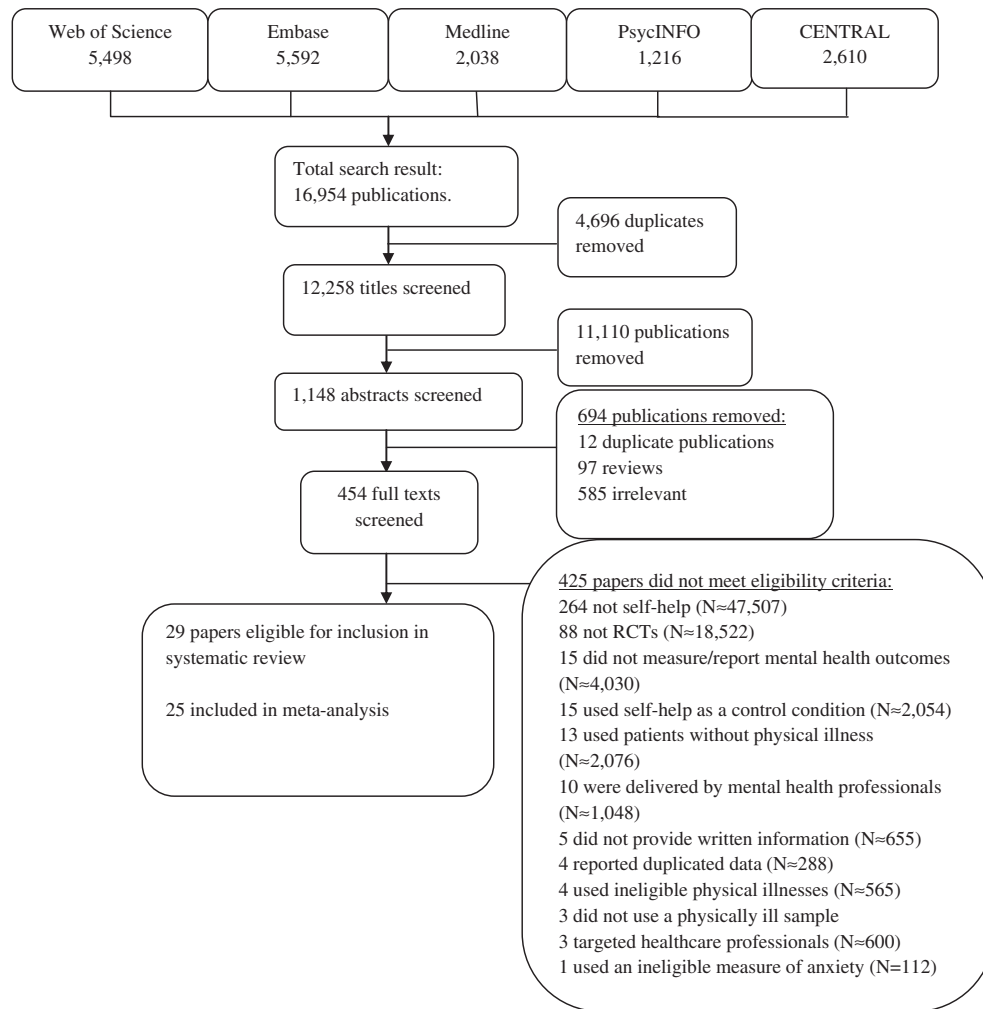 Web of Science
5,498
Embase
5,592
Medline
2,038
PsycINFO
1,216
CENTRAL
2,610
Total search result:
16,954 publications.
4,696 duplicates
removed
12,258 titles screened
11,110 publications
removed
1,148 abstracts screened
694 publications removed:
12 duplicate publications
97 reviews
585 irrelevant
454 full texts
screened
425 papers did not meet eligibility criteria:
264 not self-help (N≈47,507)
88 not RCTs (N≈18,522)
15 did not measure/report mental health outcomes
(N≈4,030)
15 used self-help as a control condition (N≈2,054)
13 used patients without physical illness
(N≈2,076)
10 were delivered by mental health professionals
(N≈1,048)
5 did not provide written information (N≈655)
4 reported duplicated data (N≈288)
4 used ineligible physical illnesses (N≈565)
3 did not use a physically ill sample
3 targeted healthcare professionals (N≈600)
1 used an ineligible measure of anxiety (N=112)
29 papers eligible for inclusion in
systematic review
25 included in meta-analysis